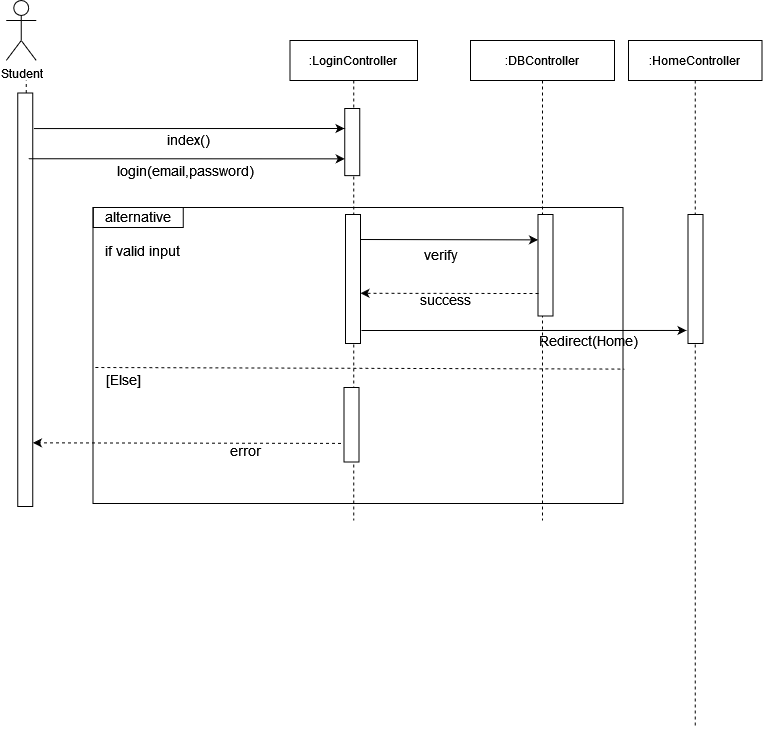 Student
:LoginController
:DBController
:HomeController
index()
login(email,password)
alternative
if valid input
verify
success
Redirect(Home)
[Else]
error